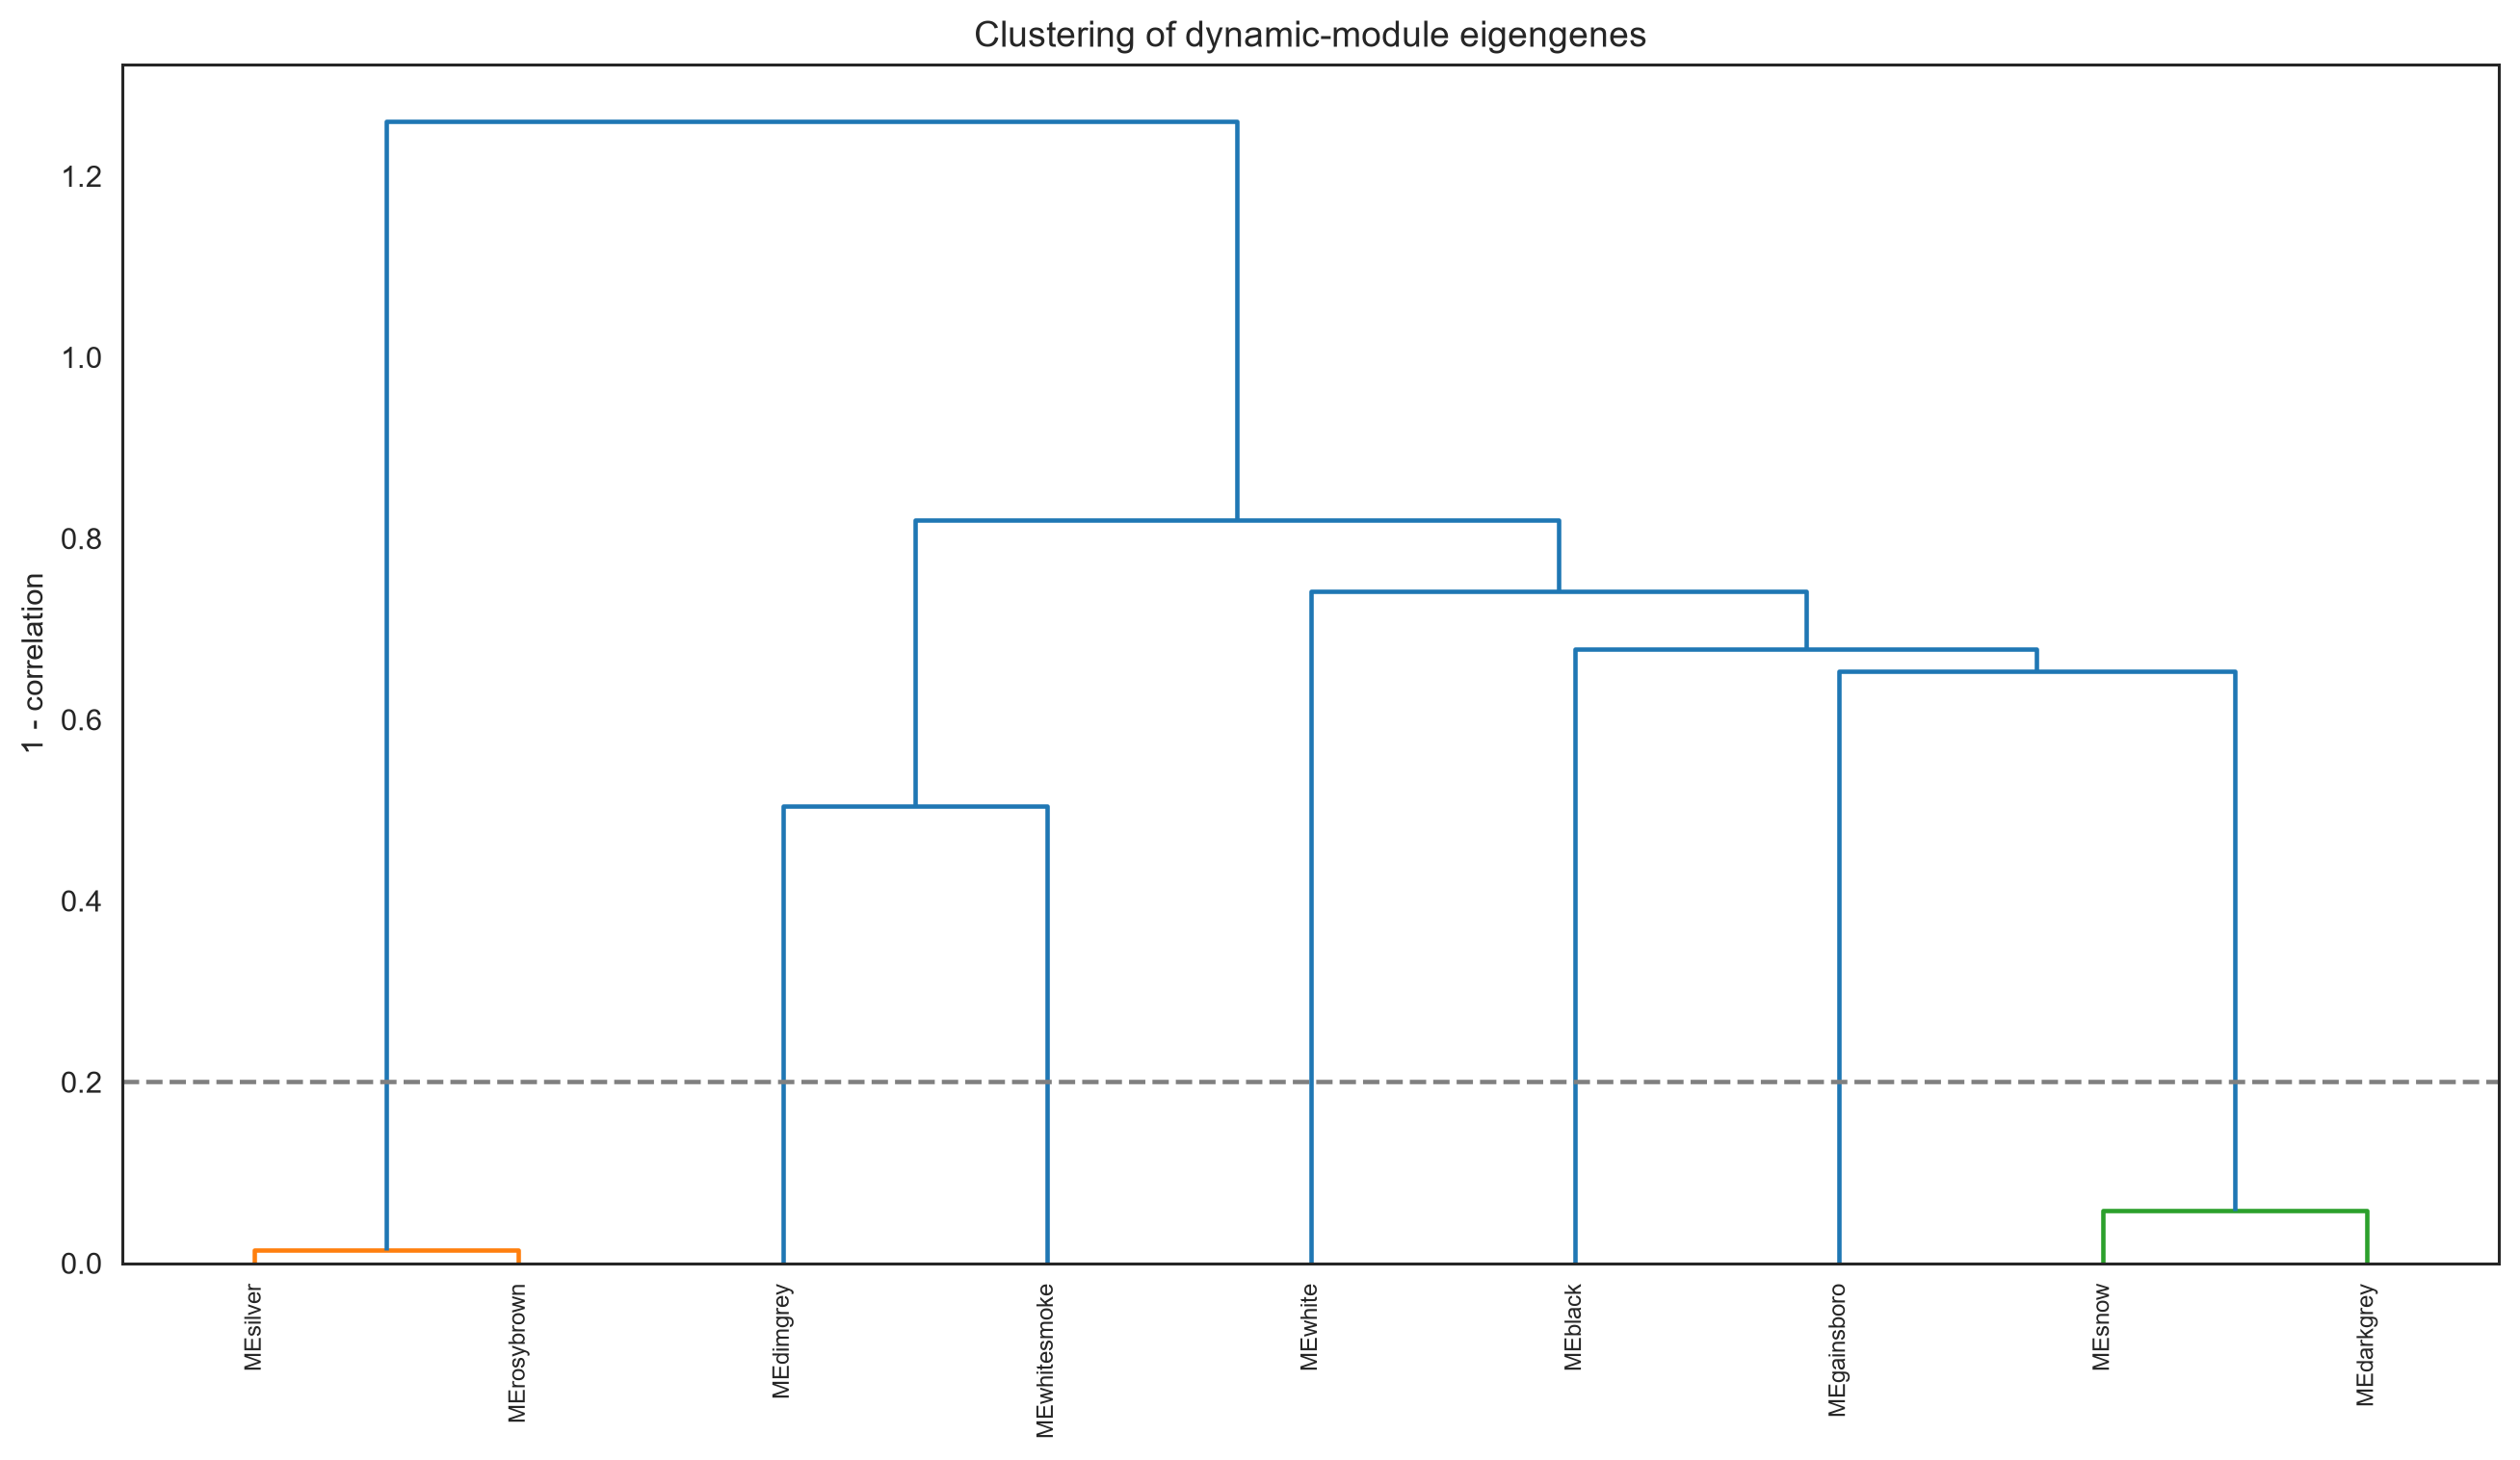 Clustering of dynamic-module eigengenes
1 - correlation
1.2
1.0
0.8
0.6
0.4
0.2
0.0
MEsilver
MErosybrown
MEdimgrey
MEwhitesmoke
MEwhite
MEblack
MEgainsboro
MEsnow
MEdarkgrey